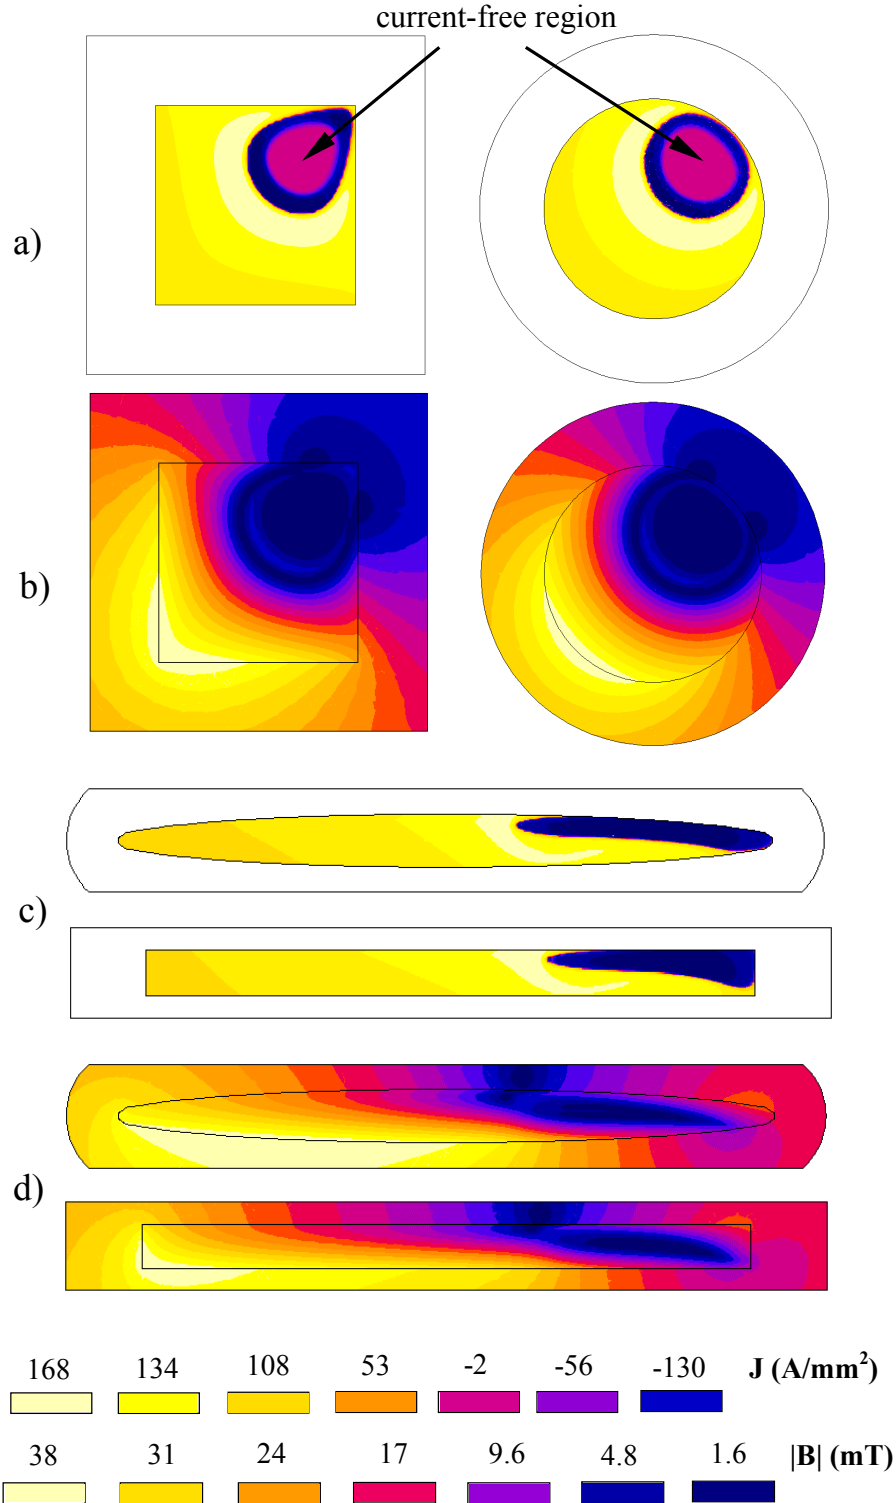 current-free region
a)
b)
c)
d)
168 134 108 53 -2 -56 -130 J (A/mm²)
38 31 24 17 9.6 4.8 1.6 |B| (mT)